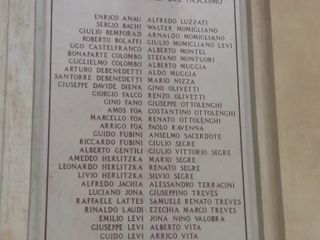 FASCISMO
ENRICO ANAU ALFREDO LUZZATI
SERGIO BACHI WALTER MOMIGLIANO
GIULIO BEMPORAD ARNALDO MOMIGLIANO
ROBERTO BOLAFFI GIULIO MOMIGLIANO LEVI
UGO CASTELFRANCO ALBERTO MONTEL
BONAPARTE COLOMBO STEFANO MONTUORI
GUGLIELMO COLOMBO ALBERTO MUGGIA
ARTURO DEBENEDETTI ALDO MUGGIA
SANTORRE DEBENEDETTI MARIO NIZZA
GIUSEPPE DAVIDE DIENA GINO OLIVETTI
GIORGIO FALCO RENZO OLIVETTI
GINO FANO GIUSEPPE OTTOLENGHI
AMOS FOA COSTANTINO OTTOLENGHI
MARCELLO FOA RENATO OTTOLENGHI
ARRIGO FOA PAOLO RAVENNA
GUIDO FUBINI ANSELMO SACERDOTE
RICCARDO FUBINI GIULIO SEGRE
ALBERTO GENTILI GIULIO VITTORIO SEGRE
AMEDEO HERLITZKA MARIO SEGRE
LEONARDO HERLITZKA RENATO SEGRE
LIVIO HERLITZKA SILVIO SEGRE
ALFREDO JACHIA ALESSANDRO TERRACINI
LUCIANO JONA GIUSEPPINO TREVES
RAFFAELE LATTES SAMUELE RENATO TREVES
RINALDO LAUDI EZECHIA MARCO TREVES
EMILIO LEVI JONA NINO VALOBRA
GIUSEPPE LEVI ALBERTO VITA
GUIDO LEVI ARRIGO VITA